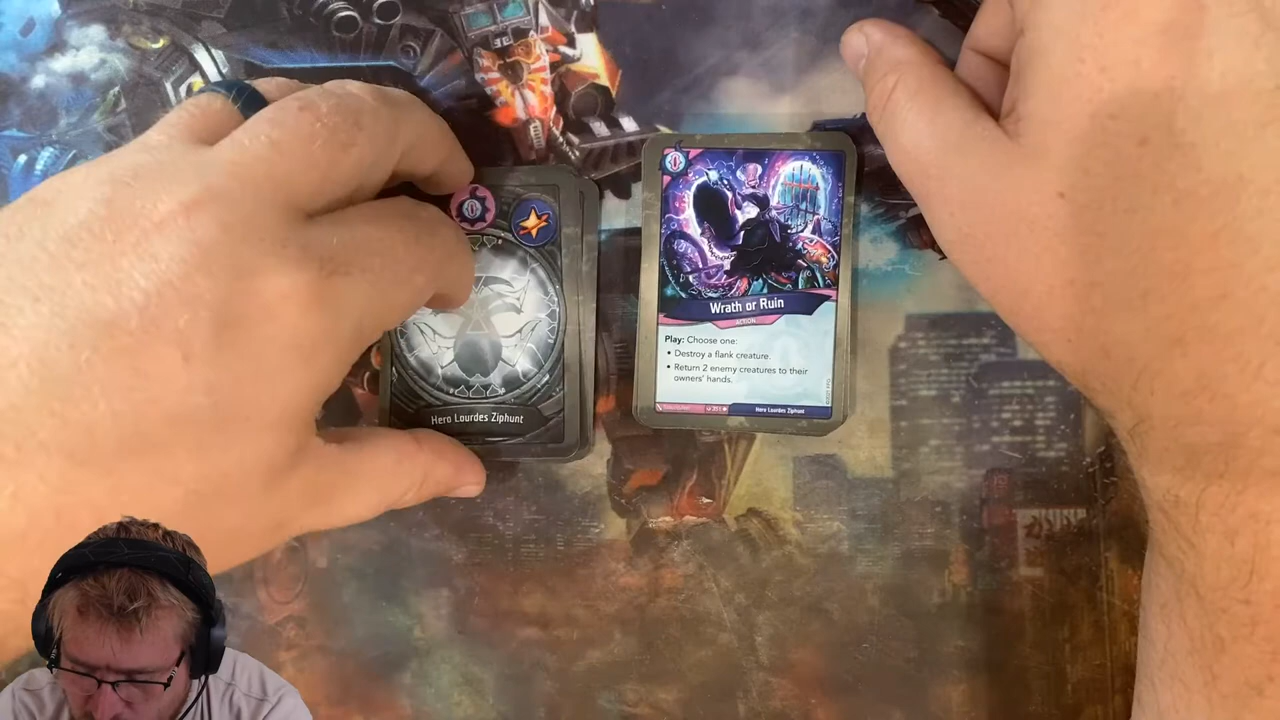 Hero Lourdes Ziphunt
Wrath or Ruin
ACTION
Play: Choose one:
• Destroy a flank creature.
• Return 2 enemy creatures to their
owners' hands.
251
Hero Lourdes Ziphunt